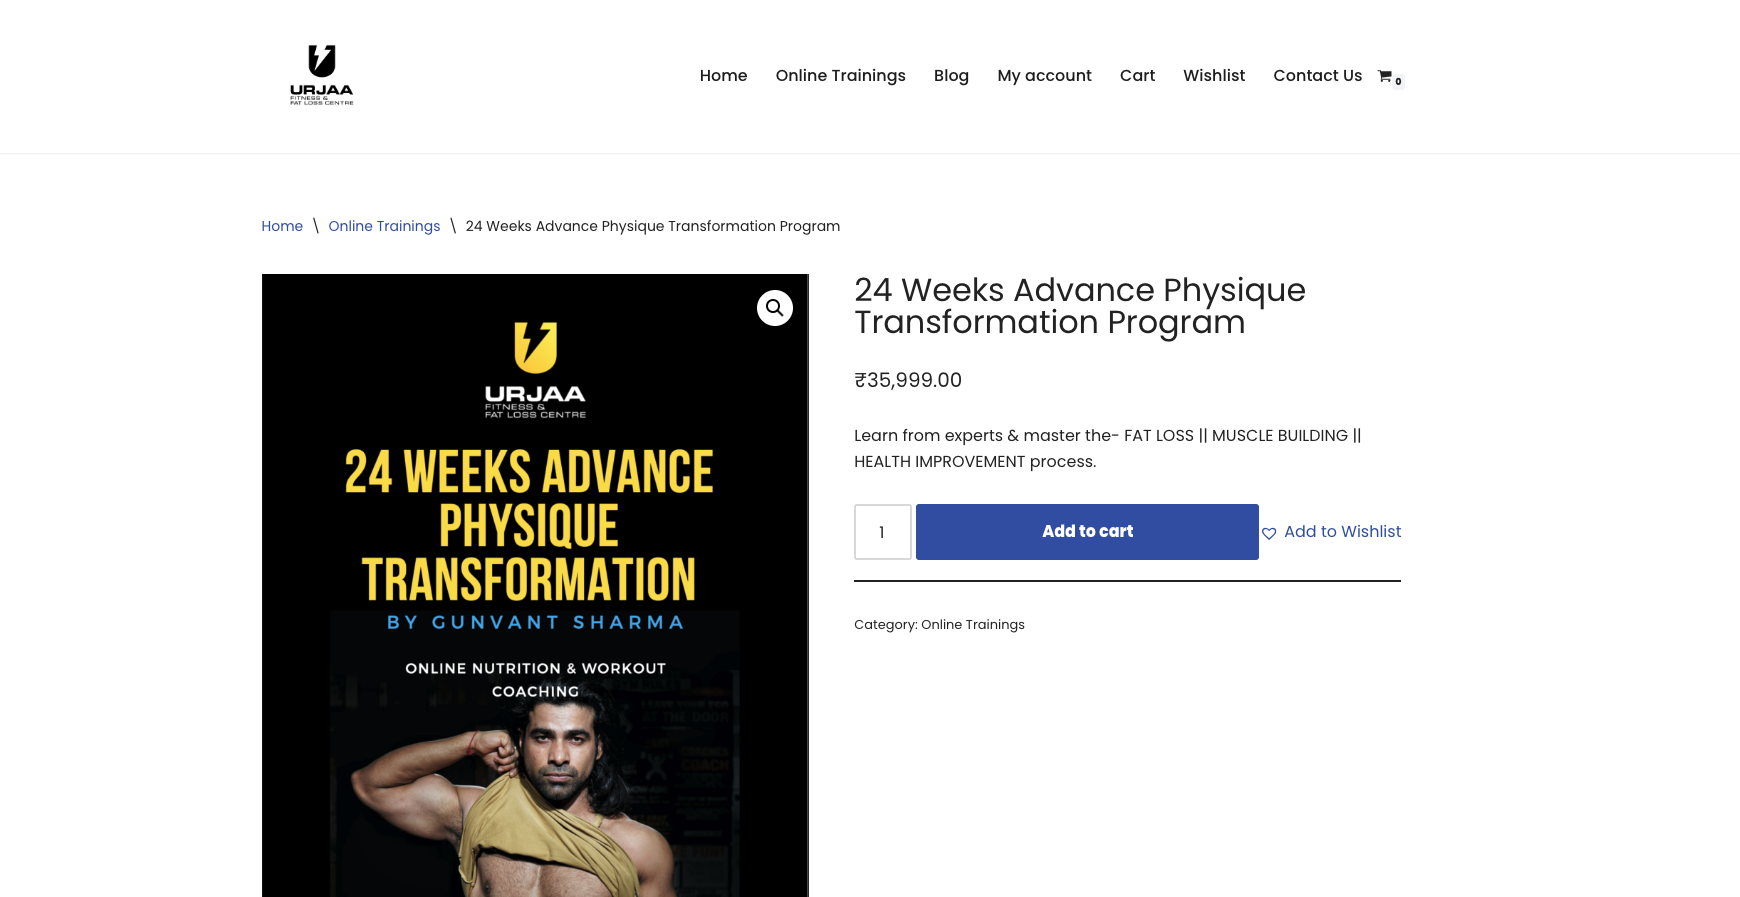 URJAA
FITNESS &
FAT LOSS CENTRE
Home
Online Trainings
Blog
My account
Cart
Wishlist
Contact Us
0
Home \ Online Trainings \ 24 Weeks Advance Physique Transformation Program
URJAA
FITNESS &
FAT LOSS CENTRE
24 WEEKS ADVANCE
PHYSIQUE
TRANSFORMATION
BY GUNVANT SHARMA
ONLINE NUTRITION & WORKOUT
COACHING
24 Weeks Advance Physique
Transformation Program
₹35,999.00
Learn from experts & master the- FAT LOSS || MUSCLE BUILDING ||
HEALTH IMPROVEMENT process.
1
Add to cart
Add to Wishlist
Category: Online Trainings